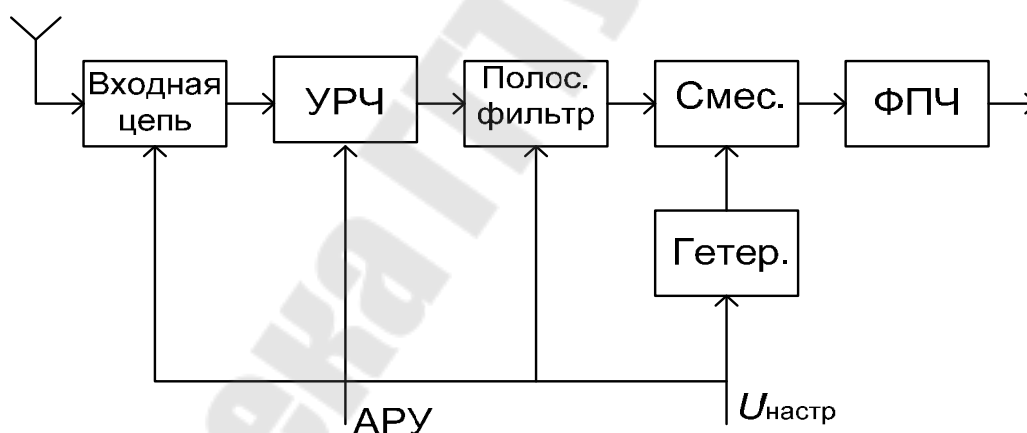 Входная
цепь
УРЧ
Полос.
фильтр
Смес.
ФПЧ
Гетер.
АРУ
Uнастр